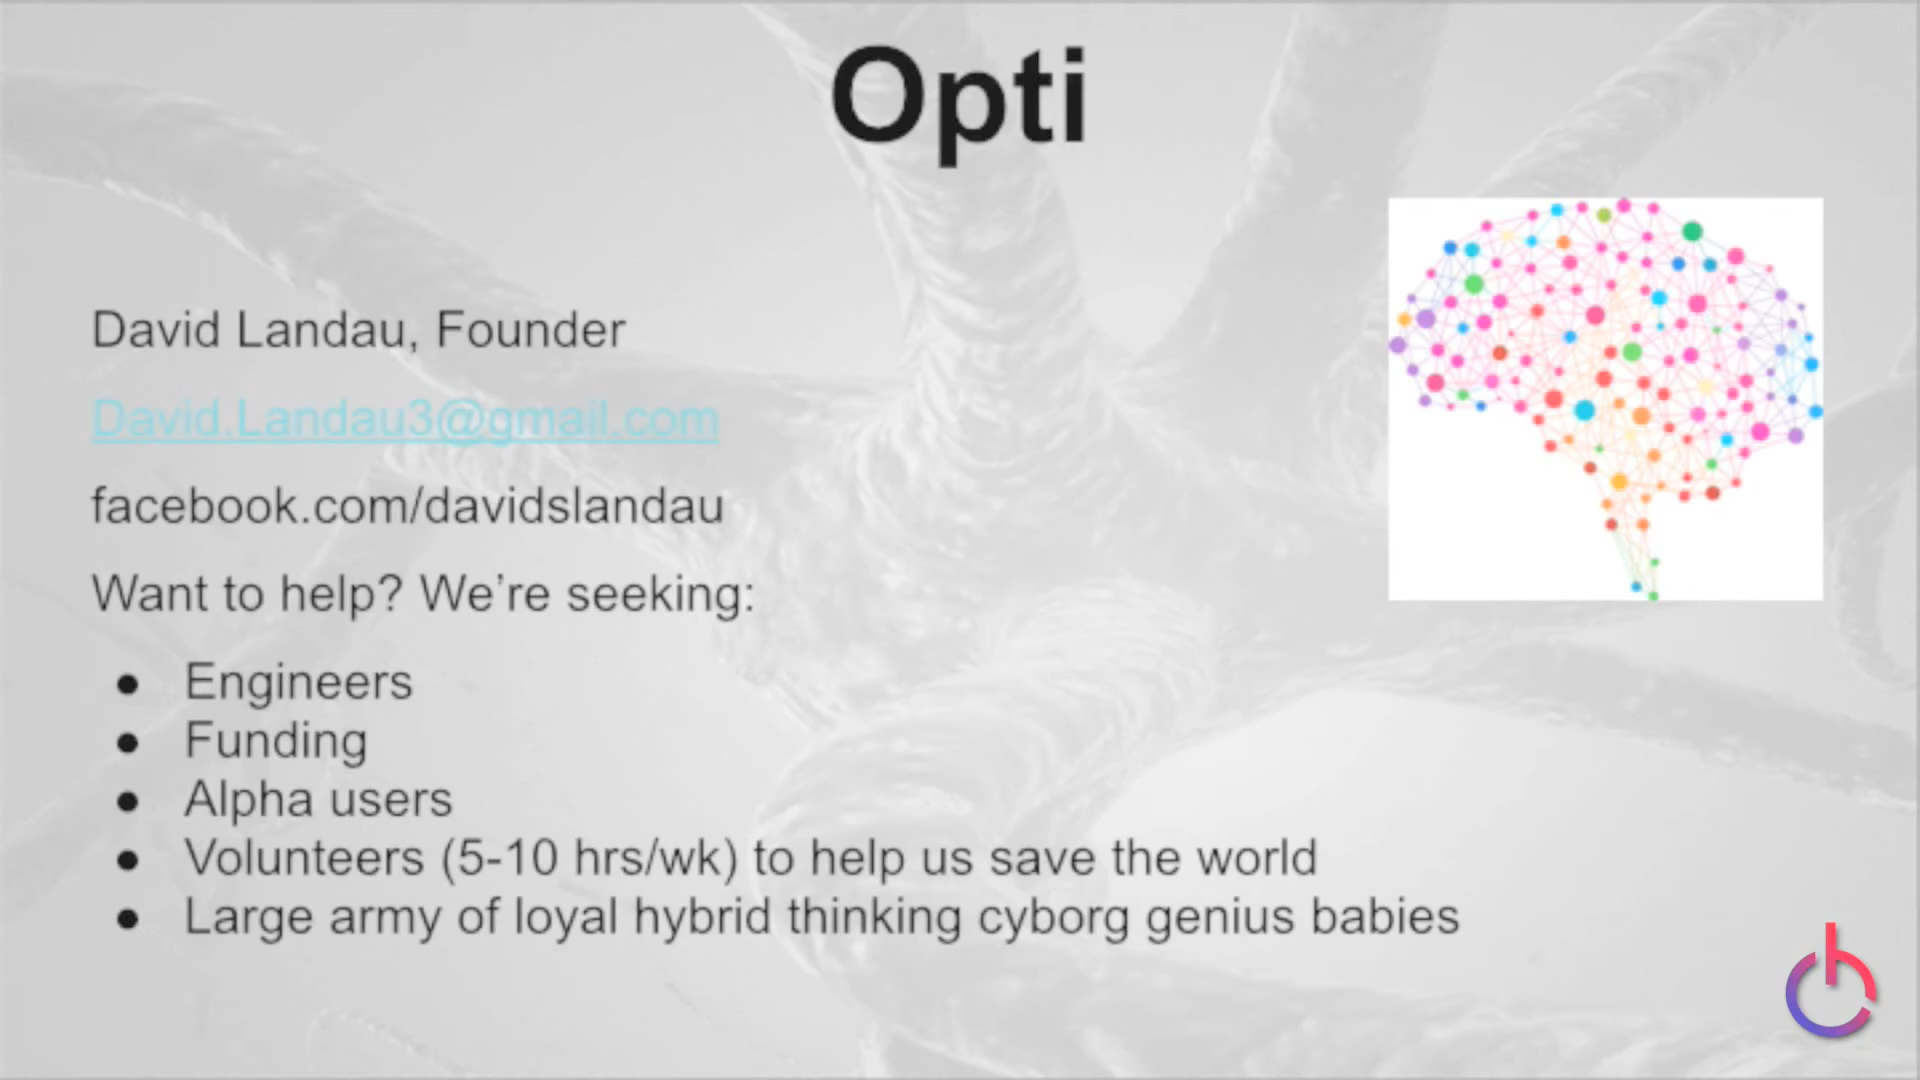 Opti
David Landau, Founder
David.Landau3@gmail.com
facebook.com/davidslandau
Want to help? We’re seeking:
● Engineers
● Funding
● Alpha users
● Volunteers (5-10 hrs/wk) to help us save the world
● Large army of loyal hybrid thinking cyborg genius babies